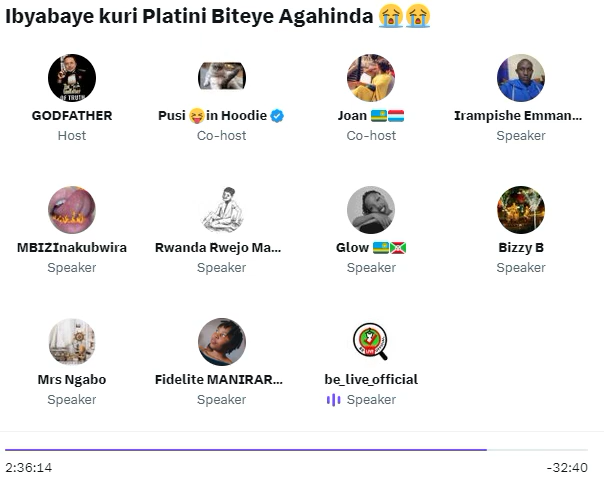 Ibyabaye kuri Platini Biteye Agahinda 😭😭
GODFATHER
Host
Pusi 😝in Hoodie
Co-host
Joan 🇷🇼🇱🇺
Co-host
Irampishe Emman...
Speaker
MBIZInakubwira
Speaker
Rwanda Rwejo Ma...
Speaker
Glow 🇷🇼🇧🇮
Speaker
Bizzy B
Speaker
Mrs Ngabo
Speaker
Fidelite MANIRAR...
Speaker
be_live_official
Speaker
2:36:14
-32:40